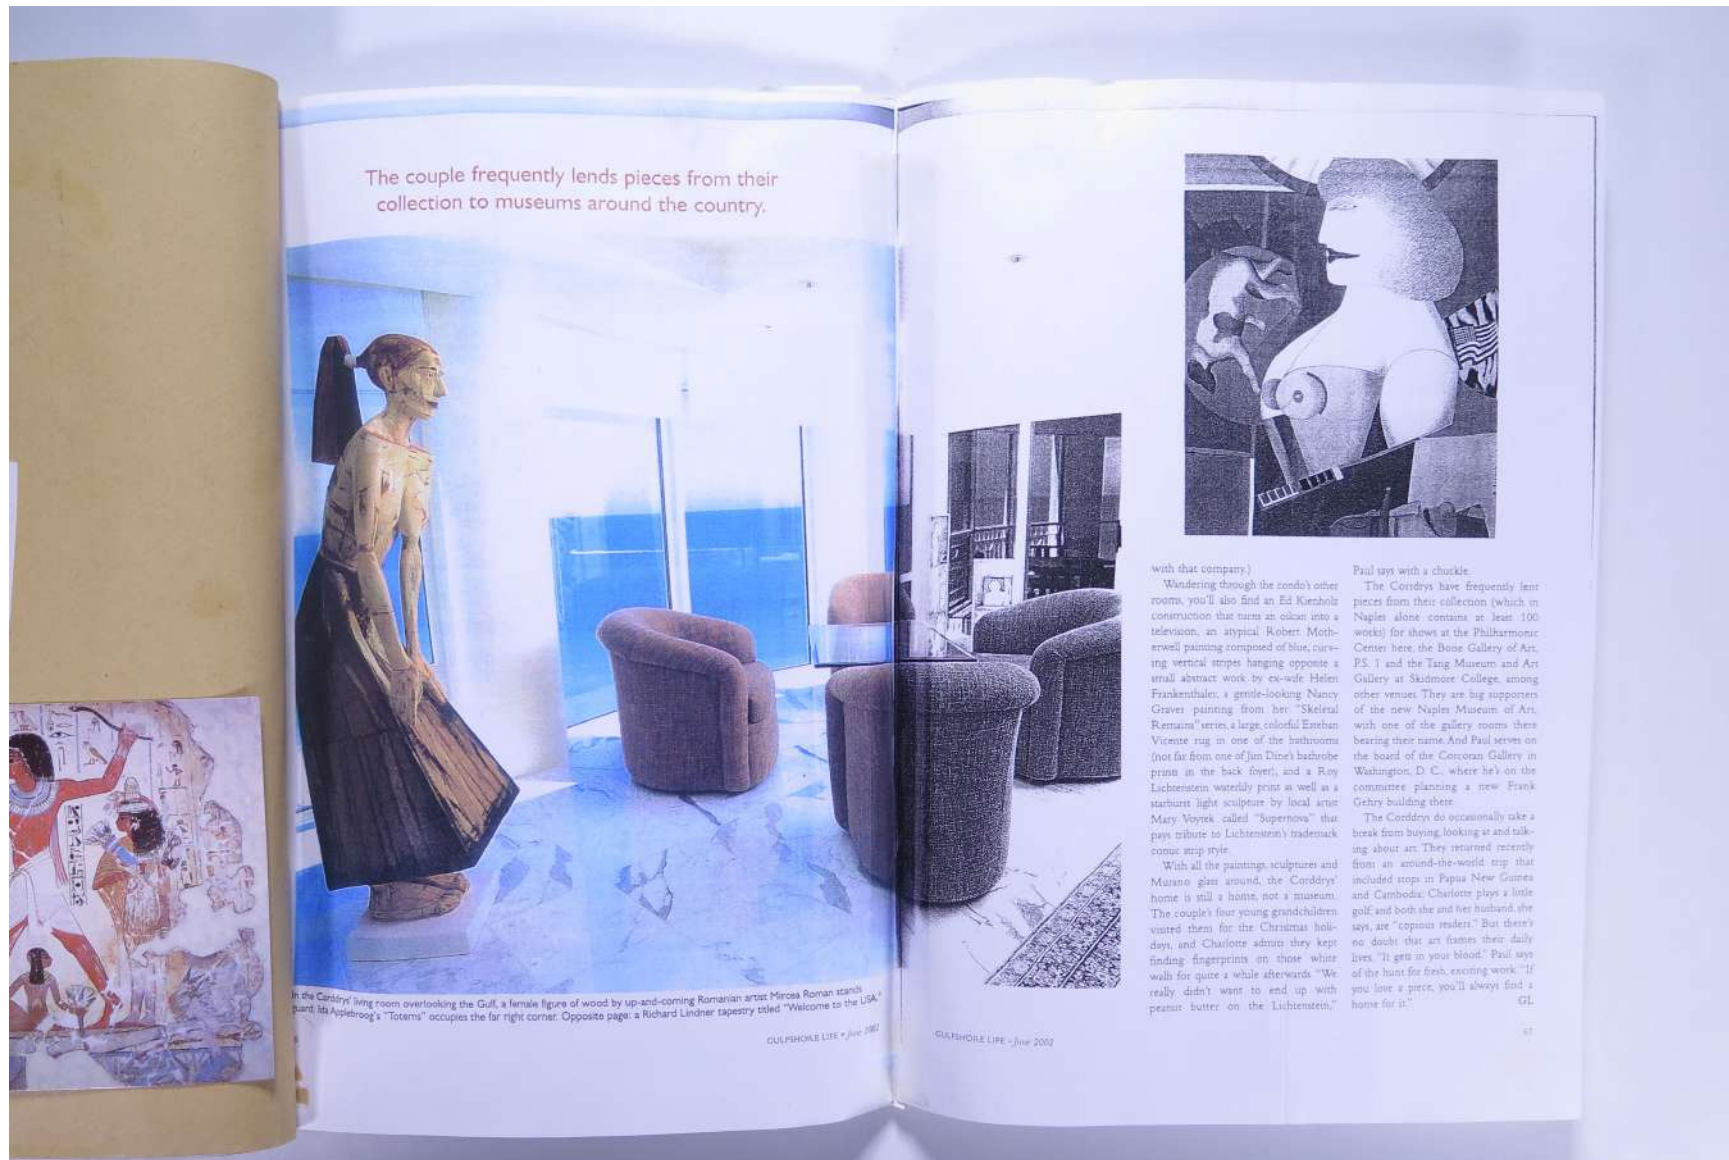 The couple frequently lends pieces from their
collection to museums around the country.
In the Corddrys' living room overlooking the Gulf, a female figure of wood by up-and-coming Romanian artist Mircea Roman stands
guard; Ida Applebroog's "Totems" occupies the far right corner. Opposite page: a Richard Lindner tapestry titled "Welcome to the USA."
GULFSHORE LIFE • June 2002
with that company.)
Wandering through the condo's other
rooms, you'll also find an Ed Kienholz
construction that turns an oilcan into a
television, an atypical Robert Moth-
erwell painting composed of blue, curv-
ing vertical stripes hanging opposite a
small abstract work by ex-wife Helen
Frankenthaler, a gentle-looking Nancy
Graves painting from her "Skeletal
Remains" series, a large, colorful Esteban
Vicente rug in one of the bathrooms
(not far from one of Jim Dine's bathrobe
prints in the back foyer), and a Roy
Lichtenstein waterlily print as well as a
starburst light sculpture by local artist
Mary Voytek called "Supernova" that
pays tribute to Lichtenstein's trademark
comic strip style.
With all the paintings, sculptures and
Murano glass around, the Corddrys'
home is still a home, not a museum.
The couple's four young grandchildren
visited them for the Christmas holi-
days, and Charlotte admits they kept
finding fingerprints on those white
walls for quite a while afterwards. "We
really didn't want to end up with
peanut butter on the Lichtenstein,"
Paul says with a chuckle.
The Corrdrys have frequently lent
pieces from their collection (which in
Naples alone contains at least 100
works) for shows at the Philharmonic
Center here, the Bose Gallery of Art,
P.S. 1 and the Tang Museum and Art
Gallery at Skidmore College, among
other venues. They are big supporters
of the new Naples Museum of Art,
with one of the gallery rooms there
bearing their name. And Paul serves on
the board of the Corcoran Gallery in
Washington, D. C., where he's on the
committee planning a new Frank
Gehry building there.
The Corddrys do occasionally take a
break from buying, looking at and talk-
ing about art. They returned recently
from an around-the-world trip that
included stops in Papua New Guinea
and Cambodia; Charlotte plays a little
golf; and both she and her husband, she
says, are "copious readers." But there's
no doubt that art frames their daily
lives. "It gets in your blood," Paul says
of the hunt for fresh, exciting work. "If
you love a piece, you'll always find a
home for it." GL
GULFSHORE LIFE • June 2002